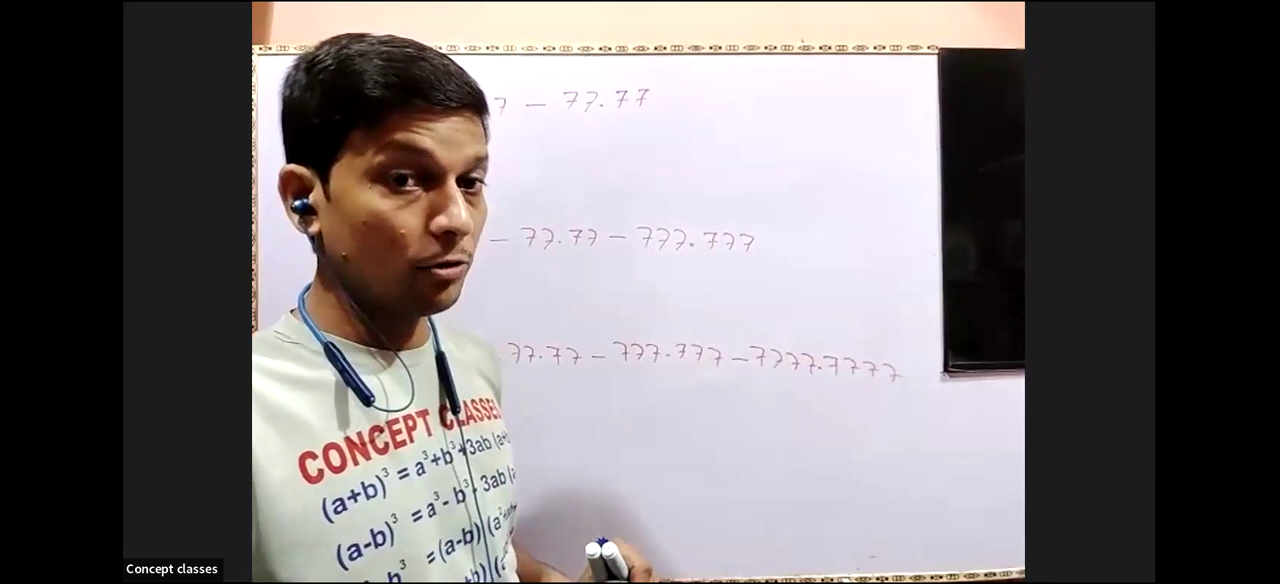 7 – 77.77
– 77.77 – 777.777
77.77 – 777.777 – 7777.7777
CONCEPT CLASSES
(a+b)³ = a³+b³+3ab (a+
(a-b)³ = a³-b³-3ab (a
= (a-b) (a²
Concept classes